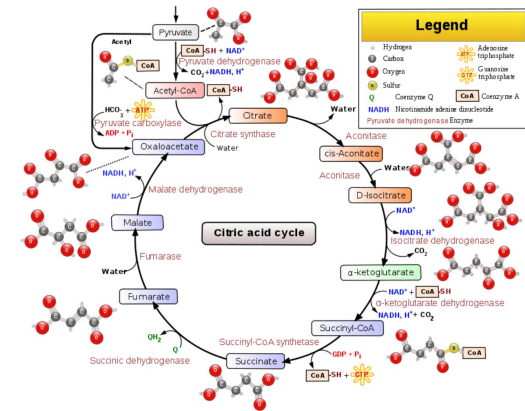 Legend
Hydrogen
Carbon
Oxygen
Sulfur
Q Coenzyme Q
NADH Nicotinamide adenine dinucleotide
Pyruvate dehydrogenase Enzyme
ATP Adenosine triphosphate
GTP Guanosine triphosphate
CoA Coenzyme A
Pyruvate
Acetyl
S CoA
CoA-SH + NAD⁺
Pyruvate dehydrogenase
CO₂+NADH, H⁺
Acetyl-CoA
HCO₃⁻ + ATP
Pyruvate carboxylase
ADP + Pᵢ
CoA-SH
Citrate synthase
Water
Oxaloacetate
Citrate
Water
Aconitase
cis-Aconitate
Aconitase
Water
D-Isocitrate
NAD⁺
NADH, H⁺
Isocitrate dehydrogenase
CO₂
α-ketoglutarate
NAD⁺ + CoA-SH
α-ketoglutarate dehydrogenase
NADH, H⁺+ CO₂
Succinyl-CoA
S CoA
Succinyl-CoA synthetase
GDP + Pᵢ
CoA-SH + GTP
Succinate
Succinic dehydrogenase
QH₂
Q
Fumarate
Water
Fumarase
Malate
NAD⁺
Malate dehydrogenase
NADH, H⁺
Citric acid cycle